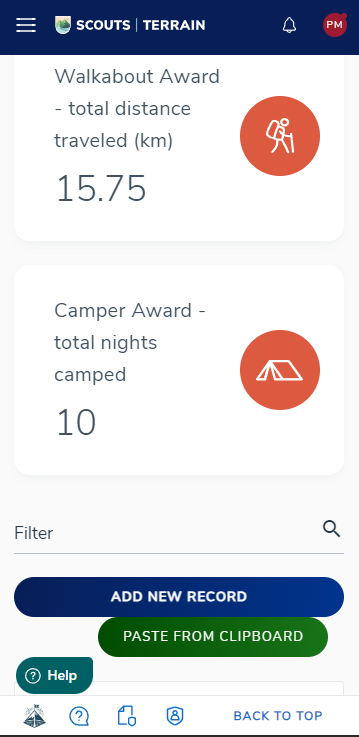 SCOUTS | TERRAIN
PM
Walkabout Award
- total distance
traveled (km)
15.75
Camper Award -
total nights
camped
10
Filter
ADD NEW RECORD
PASTE FROM CLIPBOARD
? Help
BACK TO TOP